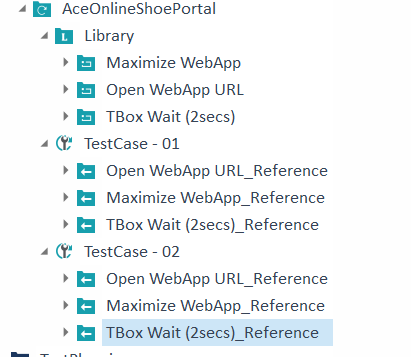 AceOnlineShoePortal
L Library
Maximize WebApp
Open WebApp URL
TBox Wait (2secs)
TestCase - 01
Open WebApp URL_Reference
Maximize WebApp_Reference
TBox Wait (2secs)_Reference
TestCase - 02
Open WebApp URL_Reference
Maximize WebApp_Reference
TBox Wait (2secs)_Reference